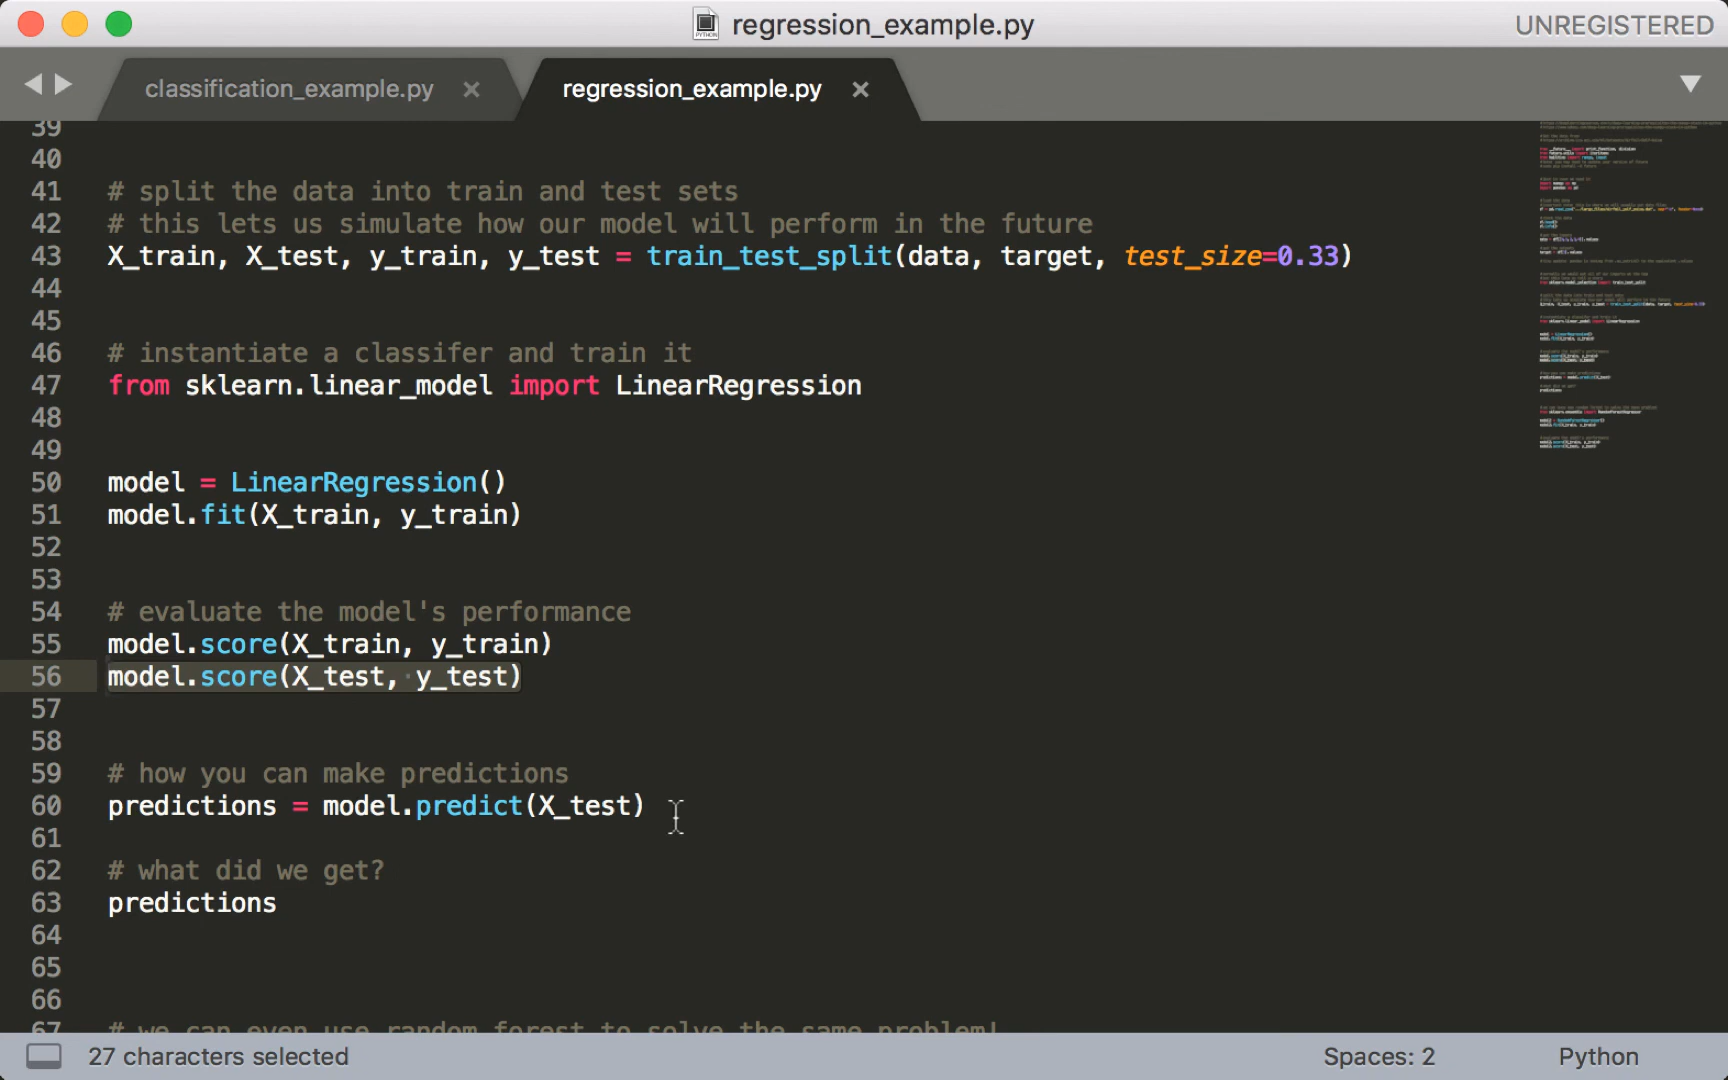 regression_example.py
UNREGISTERED
classification_example.py
regression_example.py
39
40
41 # split the data into train and test sets
42 # this lets us simulate how our model will perform in the future
43 X_train, X_test, y_train, y_test = train_test_split(data, target, test_size=0.33)
44
45
46 # instantiate a classifer and train it
47 from sklearn.linear_model import LinearRegression
48
49
50 model = LinearRegression()
51 model.fit(X_train, y_train)
52
53
54 # evaluate the model's performance
55 model.score(X_train, y_train)
56 model.score(X_test, y_test)
57
58
59 # how you can make predictions
60 predictions = model.predict(X_test)
61
62 # what did we get?
63 predictions
64
65
66
67 # we can even use random forest to solve the same problem!
27 characters selected
Spaces: 2
Python